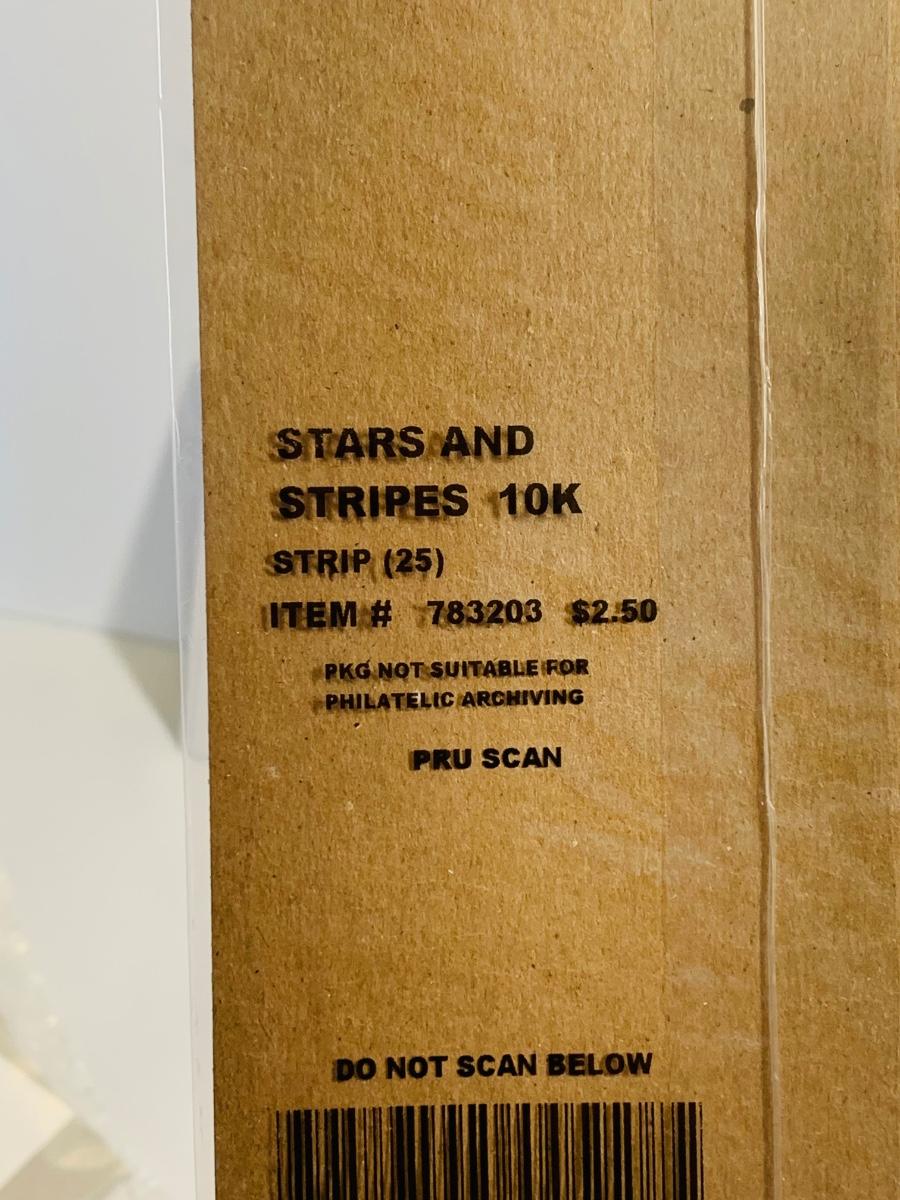 STARS AND
STRIPES 10K
STRIP (25)
ITEM # 783203 $2.50
PKG NOT SUITABLE FOR
PHILATELIC ARCHIVING
PRU SCAN
DO NOT SCAN BELOW